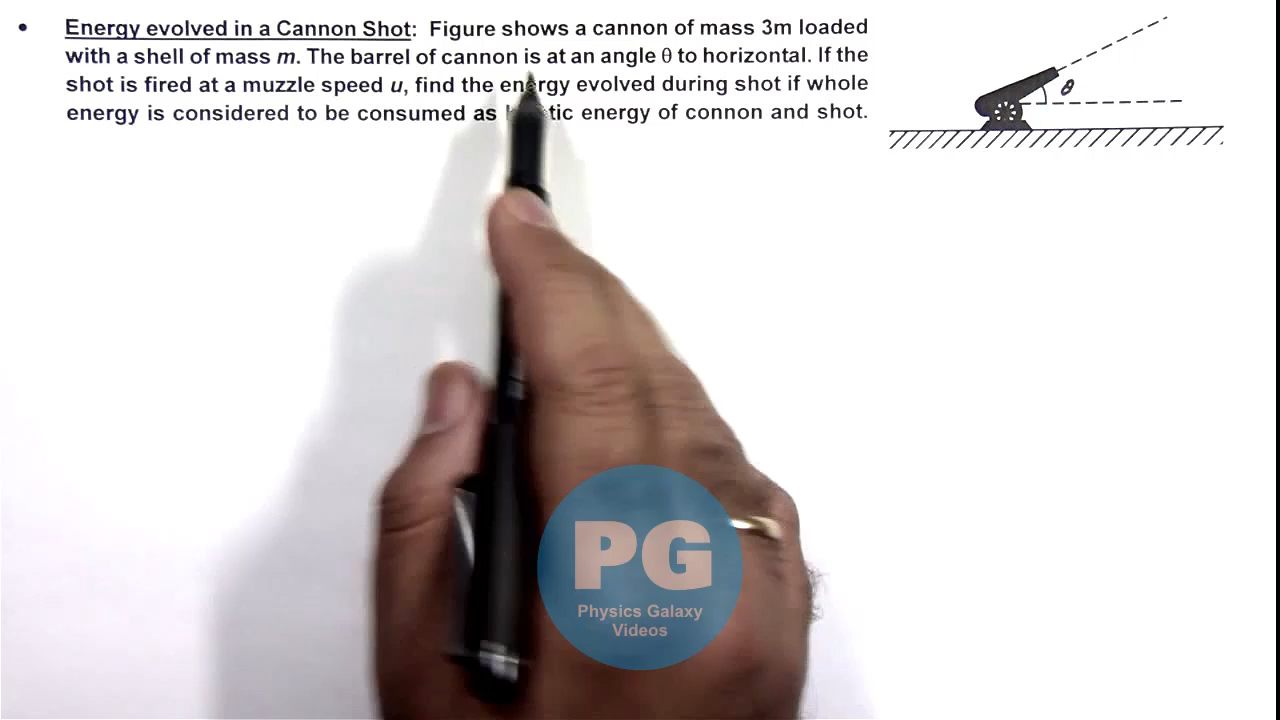 • Energy evolved in a Cannon Shot: Figure shows a cannon of mass 3m loaded
with a shell of mass m. The barrel of cannon is at an angle θ to horizontal. If the
shot is fired at a muzzle speed u, find the energy evolved during shot if whole
energy is considered to be consumed as energy of connon and shot.
θ
PG
Physics Galaxy
Videos